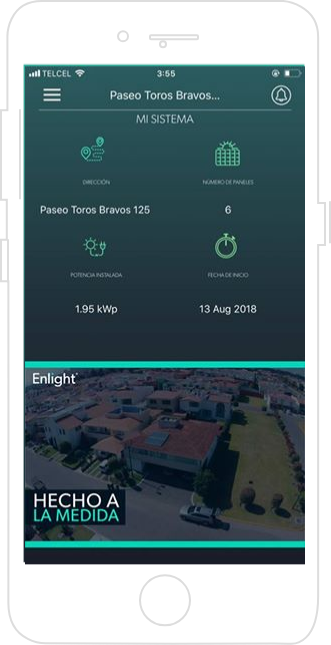 TELCEL 3:55
Paseo Toros Bravos...
MI SISTEMA
DIRECCIÓN NÚMERO DE PANELES
Paseo Toros Bravos 125 6
POTENCIA INSTALADA FECHA DE INICIO
1.95 kWp 13 Aug 2018
Enlight
HECHO A
LA MEDIDA